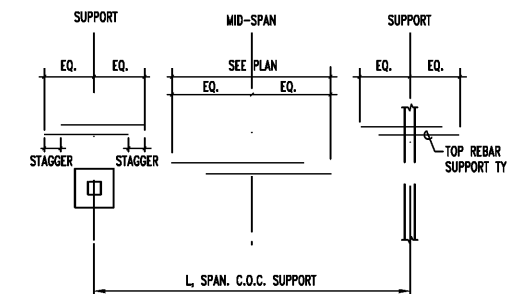 SUPPORT
MID-SPAN
SUPPORT
EQ. EQ.
SEE PLAN
EQ. EQ.
EQ. EQ.
STAGGER STAGGER
TOP REBAR
SUPPORT TY
L, SPAN. C.O.C. SUPPORT